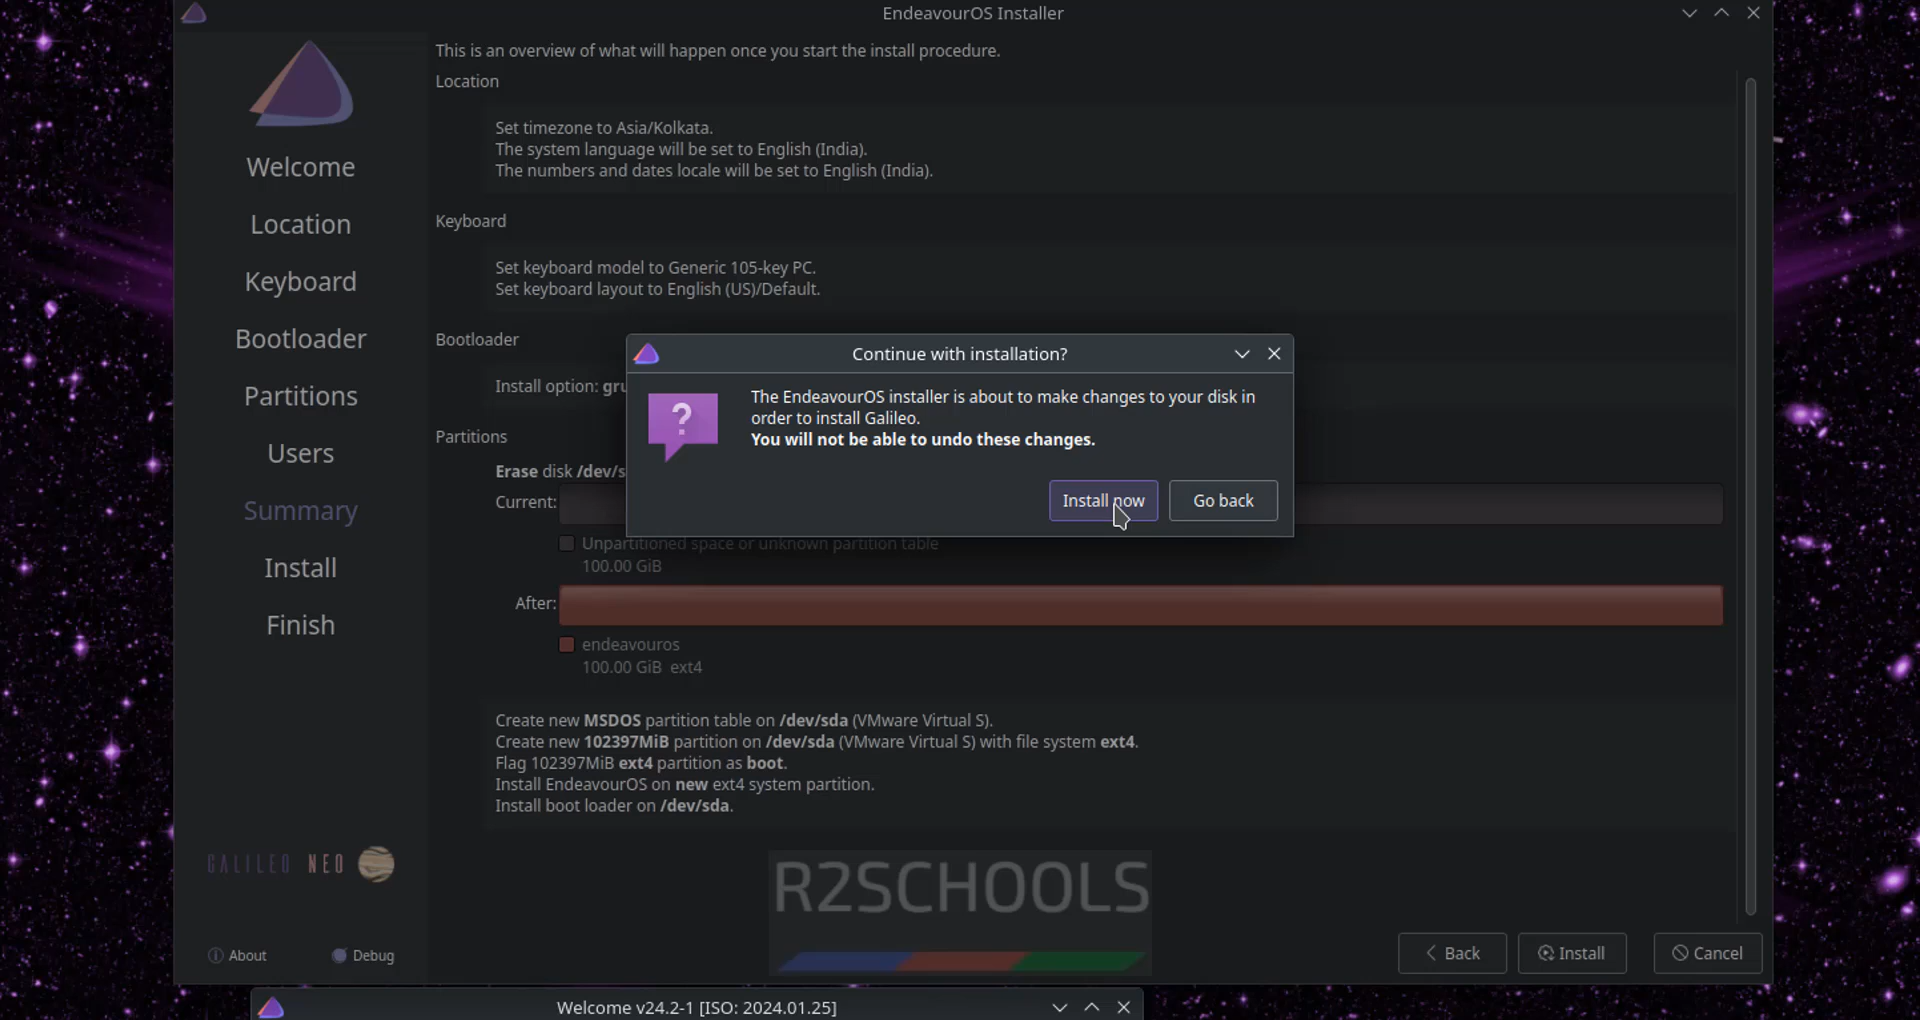 EndeavourOS Installer
This is an overview of what will happen once you start the install procedure.
Location
Set timezone to Asia/Kolkata.
The system language will be set to English (India).
The numbers and dates locale will be set to English (India).
Keyboard
Set keyboard model to Generic 105-key PC.
Set keyboard layout to English (US)/Default.
Bootloader
Install option:
Partitions
Erase disk
Current:
Unpartitioned space or unknown partition table
100.00 GiB
After:
endeavouros
100.00 GiB ext4
Create new MSDOS partition table on /dev/sda (VMware Virtual S).
Create new 102397MiB partition on /dev/sda (VMware Virtual S) with file system ext4.
Flag 102397MiB ext4 partition as boot.
Install EndeavourOS on new ext4 system partition.
Install boot loader on /dev/sda.
Continue with installation?
?
The EndeavourOS installer is about to make changes to your disk in
order to install Galileo.
You will not be able to undo these changes.
Install now
Go back
Welcome
Location
Keyboard
Bootloader
Partitions
Users
Summary
Install
Finish
GALILEO NEO
About
Debug
R2SCHOOLS
Back
Install
Cancel
Welcome v24.2-1 [ISO: 2024.01.25]